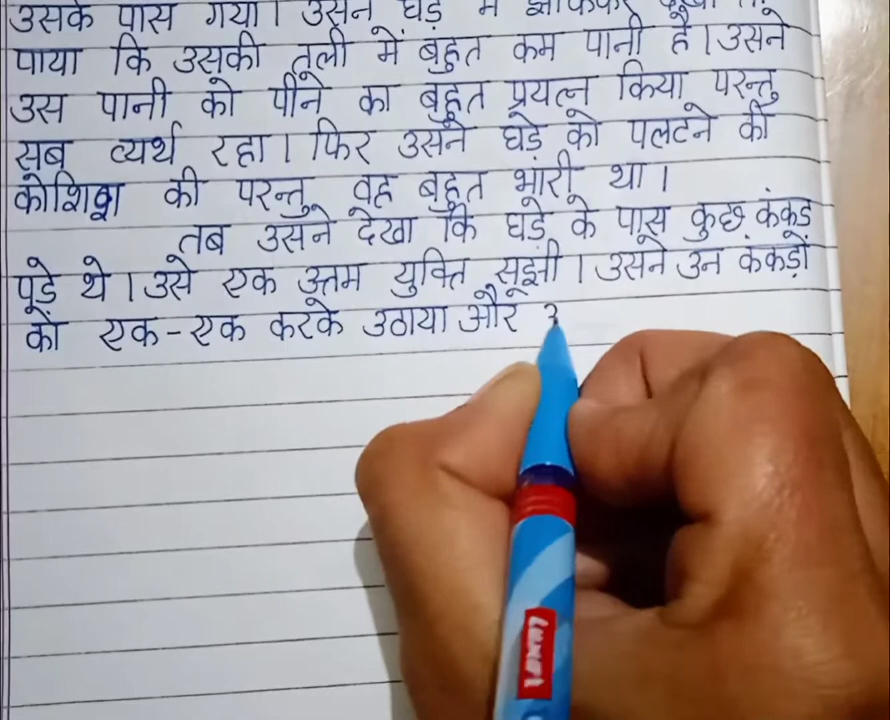 उसके पास गया। उसने घड़े में झाँककर देखा तो
पाया कि उसकी तूली में बहुत कम पानी है। उसने
उस पानी को पीने का बहुत प्रयत्न किया परन्तु
सब व्यर्थ रहा। फिर उसने घड़े को पलटने की
कोशिश की परन्तु वह बहुत भारी था।
तब उसने देखा कि घड़े के पास कुछ कंकड़
पड़े थे। उसे एक उत्तम युक्ति सूझी। उसने उन कंकड़ों
को एक-एक करके उठाया और
Luxor